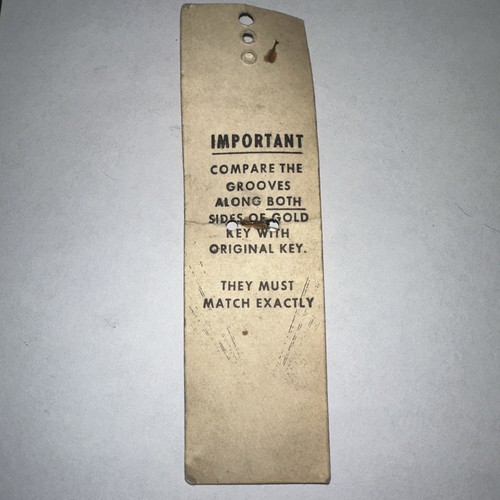 IMPORTANT
COMPARE THE
GROOVES
ALONG BOTH
SIDES OF GOLD
KEY WITH
ORIGINAL KEY.
THEY MUST
MATCH EXACTLY